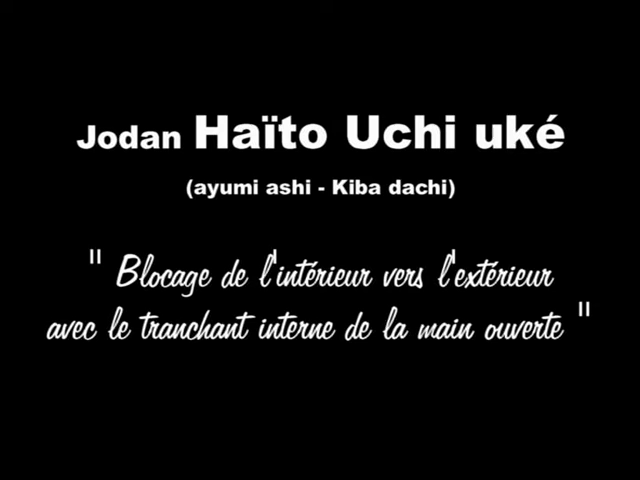 Jodan Haïto Uchi uké
(ayumi ashi - Kiba dachi)
" Blocage de l'intérieur vers l'extérieur
avec le tranchant interne de la main ouverte "